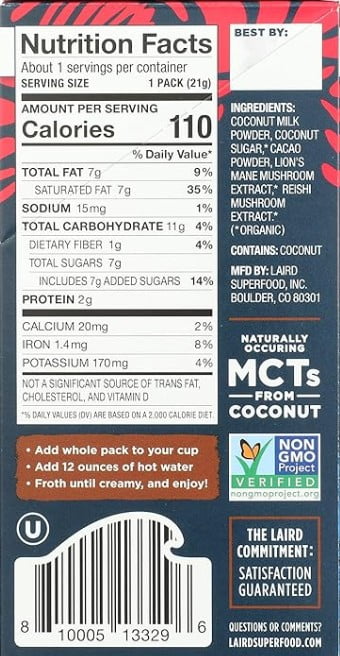 Nutrition Facts
About 1 servings per container
SERVING SIZE 1 PACK (21g)
AMOUNT PER SERVING
Calories 110
% Daily Value*
TOTAL FAT 7g 9%
SATURATED FAT 7g 35%
SODIUM 15mg 1%
TOTAL CARBOHYDRATE 11g 4%
DIETARY FIBER 1g 4%
TOTAL SUGARS 7g
INCLUDES 7g ADDED SUGARS 14%
PROTEIN 2g
CALCIUM 20mg 2%
IRON 1.4mg 8%
POTASSIUM 170mg 4%
NOT A SIGNIFICANT SOURCE OF TRANS FAT,
CHOLESTEROL, AND VITAMIN D
*% DAILY VALUES (DV) ARE BASED ON A 2,000 CALORIE DIET.
• Add whole pack to your cup
• Add 12 ounces of hot water
• Froth until creamy, and enjoy!
U
8 10005 13329 6
BEST BY:
INGREDIENTS:
COCONUT MILK
POWDER, COCONUT
SUGAR,* CACAO
POWDER, LION'S
MANE MUSHROOM
EXTRACT,* REISHI
MUSHROOM
EXTRACT.*
(*ORGANIC)
CONTAINS: COCONUT
MFD BY: LAIRD
SUPERFOOD, INC.
BOULDER, CO 80301
NATURALLY
OCCURING
MCTs
FROM
COCONUT
NON
GMO
Project
VERIFIED
nongmoproject.org
THE LAIRD
COMMITMENT:
SATISFACTION
GUARANTEED
QUESTIONS OR COMMENTS?
LAIRDSUPERFOOD.COM